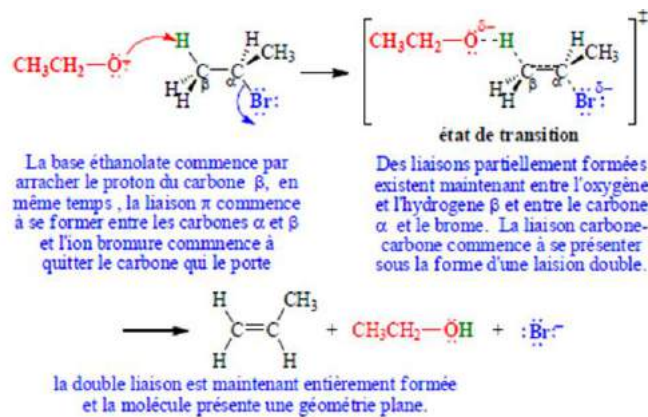 H
CH3CH2—O:−
CH3
H
H
C
β
C
α
H
:Br:
‡
CH3CH2—O δ− --- H
H
CH3
H
H
C
β
C
α
:Br: δ−
état de transition
La base éthanolate commence par
arracher le proton du carbone β, en
même temps , la liaison π commence
à se former entre les carbones α et β
et l'ion bromure commnence à
quitter le carbone qui le porte
Des liaisons partiellement formées
existent maintenant entre l'oxygène
et l'hydrogene β et entre le carbone
α et le brome. La liaison carbone-
carbone commence à se présenter
sous la forme d'une laision double.
H
CH3
C=C
H
H
+ CH3CH2—OH + :Br:−
la double liaison est maintenant entièrement formée
et la molécule présente une géométrie plane.